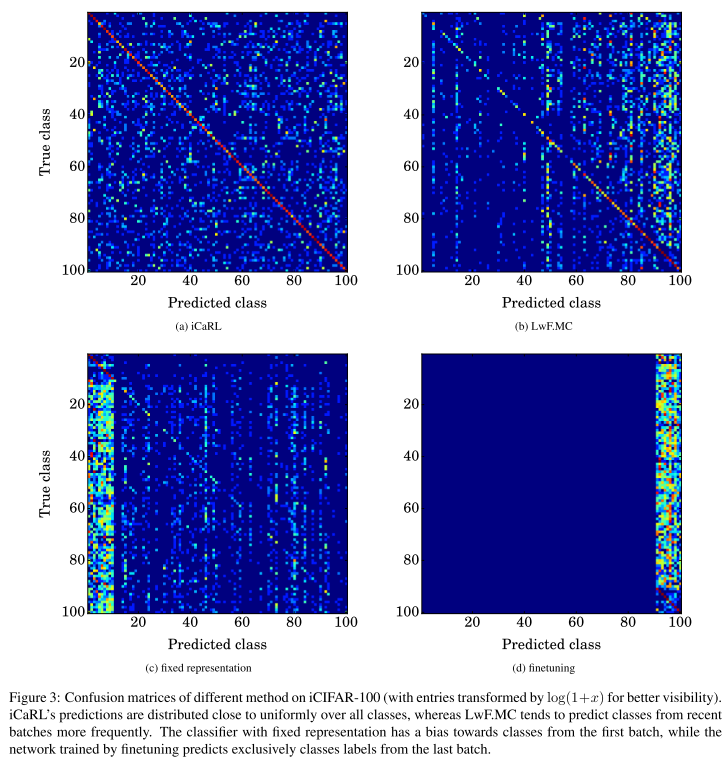 20
40
60
80
100
True class
20 40 60 80 100
Predicted class
(a) iCaRL
20
40
60
80
100
20 40 60 80 100
Predicted class
(b) LwF.MC
20
40
60
80
100
True class
20 40 60 80 100
Predicted class
(c) fixed representation
20
40
60
80
100
20 40 60 80 100
Predicted class
(d) finetuning
Figure 3: Confusion matrices of different method on iCIFAR-100 (with entries transformed by log(1+x) for better visibility).
iCaRL's predictions are distributed close to uniformly over all classes, whereas LwF.MC tends to predict classes from recent
batches more frequently. The classifier with fixed representation has a bias towards classes from the first batch, while the
network trained by finetuning predicts exclusively classes labels from the last batch.